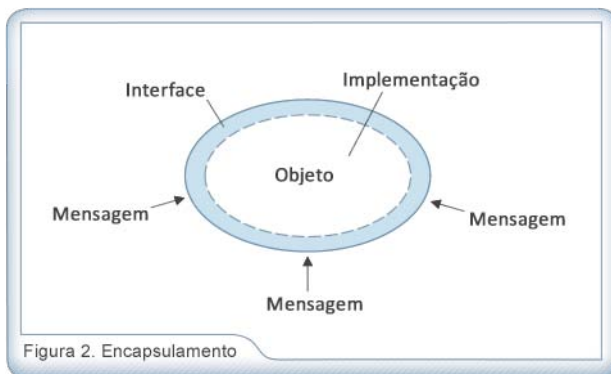 Interface
Implementação
Objeto
Mensagem
Mensagem
Mensagem
Figura 2. Encapsulamento